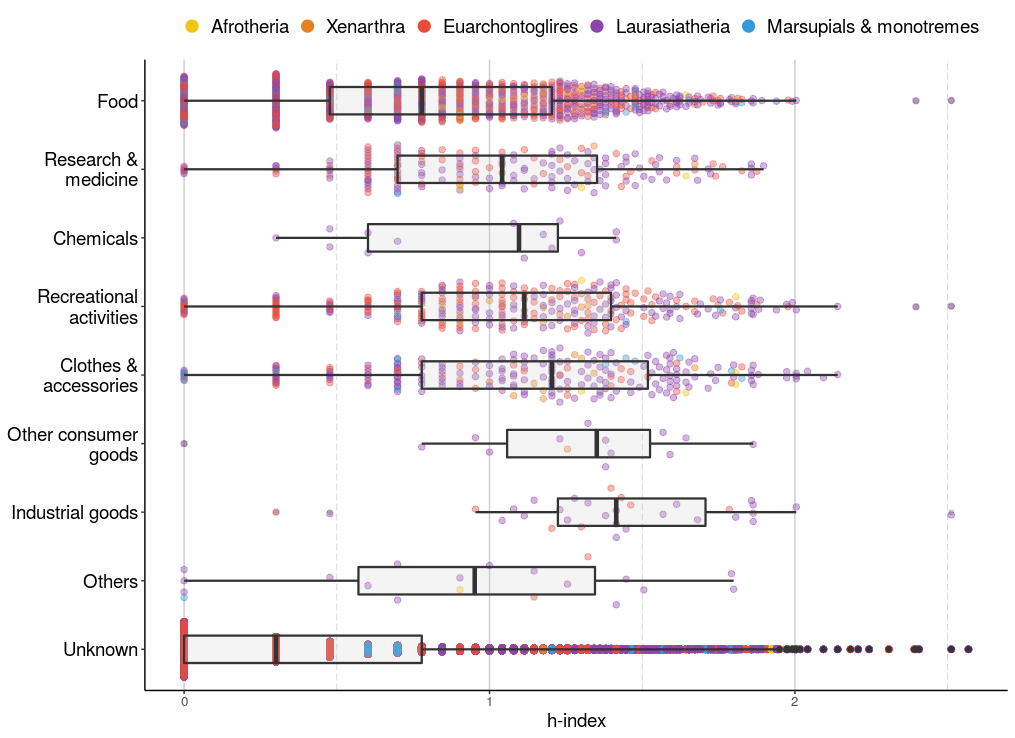 Afrotheria Xenarthra Euarchontoglires Laurasiatheria Marsupials & monotremes
Food
Research &
medicine
Chemicals
Recreational
activities
Clothes &
accessories
Other consumer
goods
Industrial goods
Others
Unknown
0 1 2
h-index